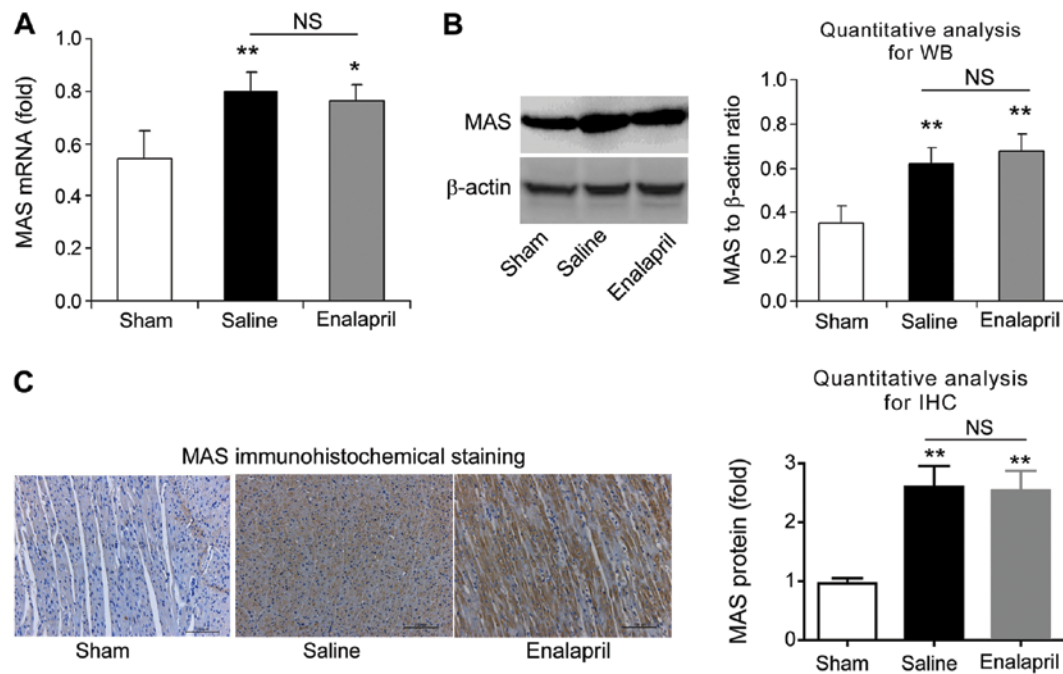 A
MAS mRNA (fold)
1.0
0.8
0.6
0.8
0.2
0.0
NS
**
*
Sham Saline Enalapril
B
MAS
β-actin
Sham
Saline
Enalapril
Quantitative analysis
for WB
MAS to β-actin ratio
1.0
0.8
0.6
0.4
0.2
0.0
NS
**
**
Sham Saline Enalapril
C
MAS immunohistochemical staining
Sham Saline Enalapril
Quantitative analysis
for IHC
MAS protein (fold)
3
2
1
0
NS
**
**
Sham Saline Enalapril